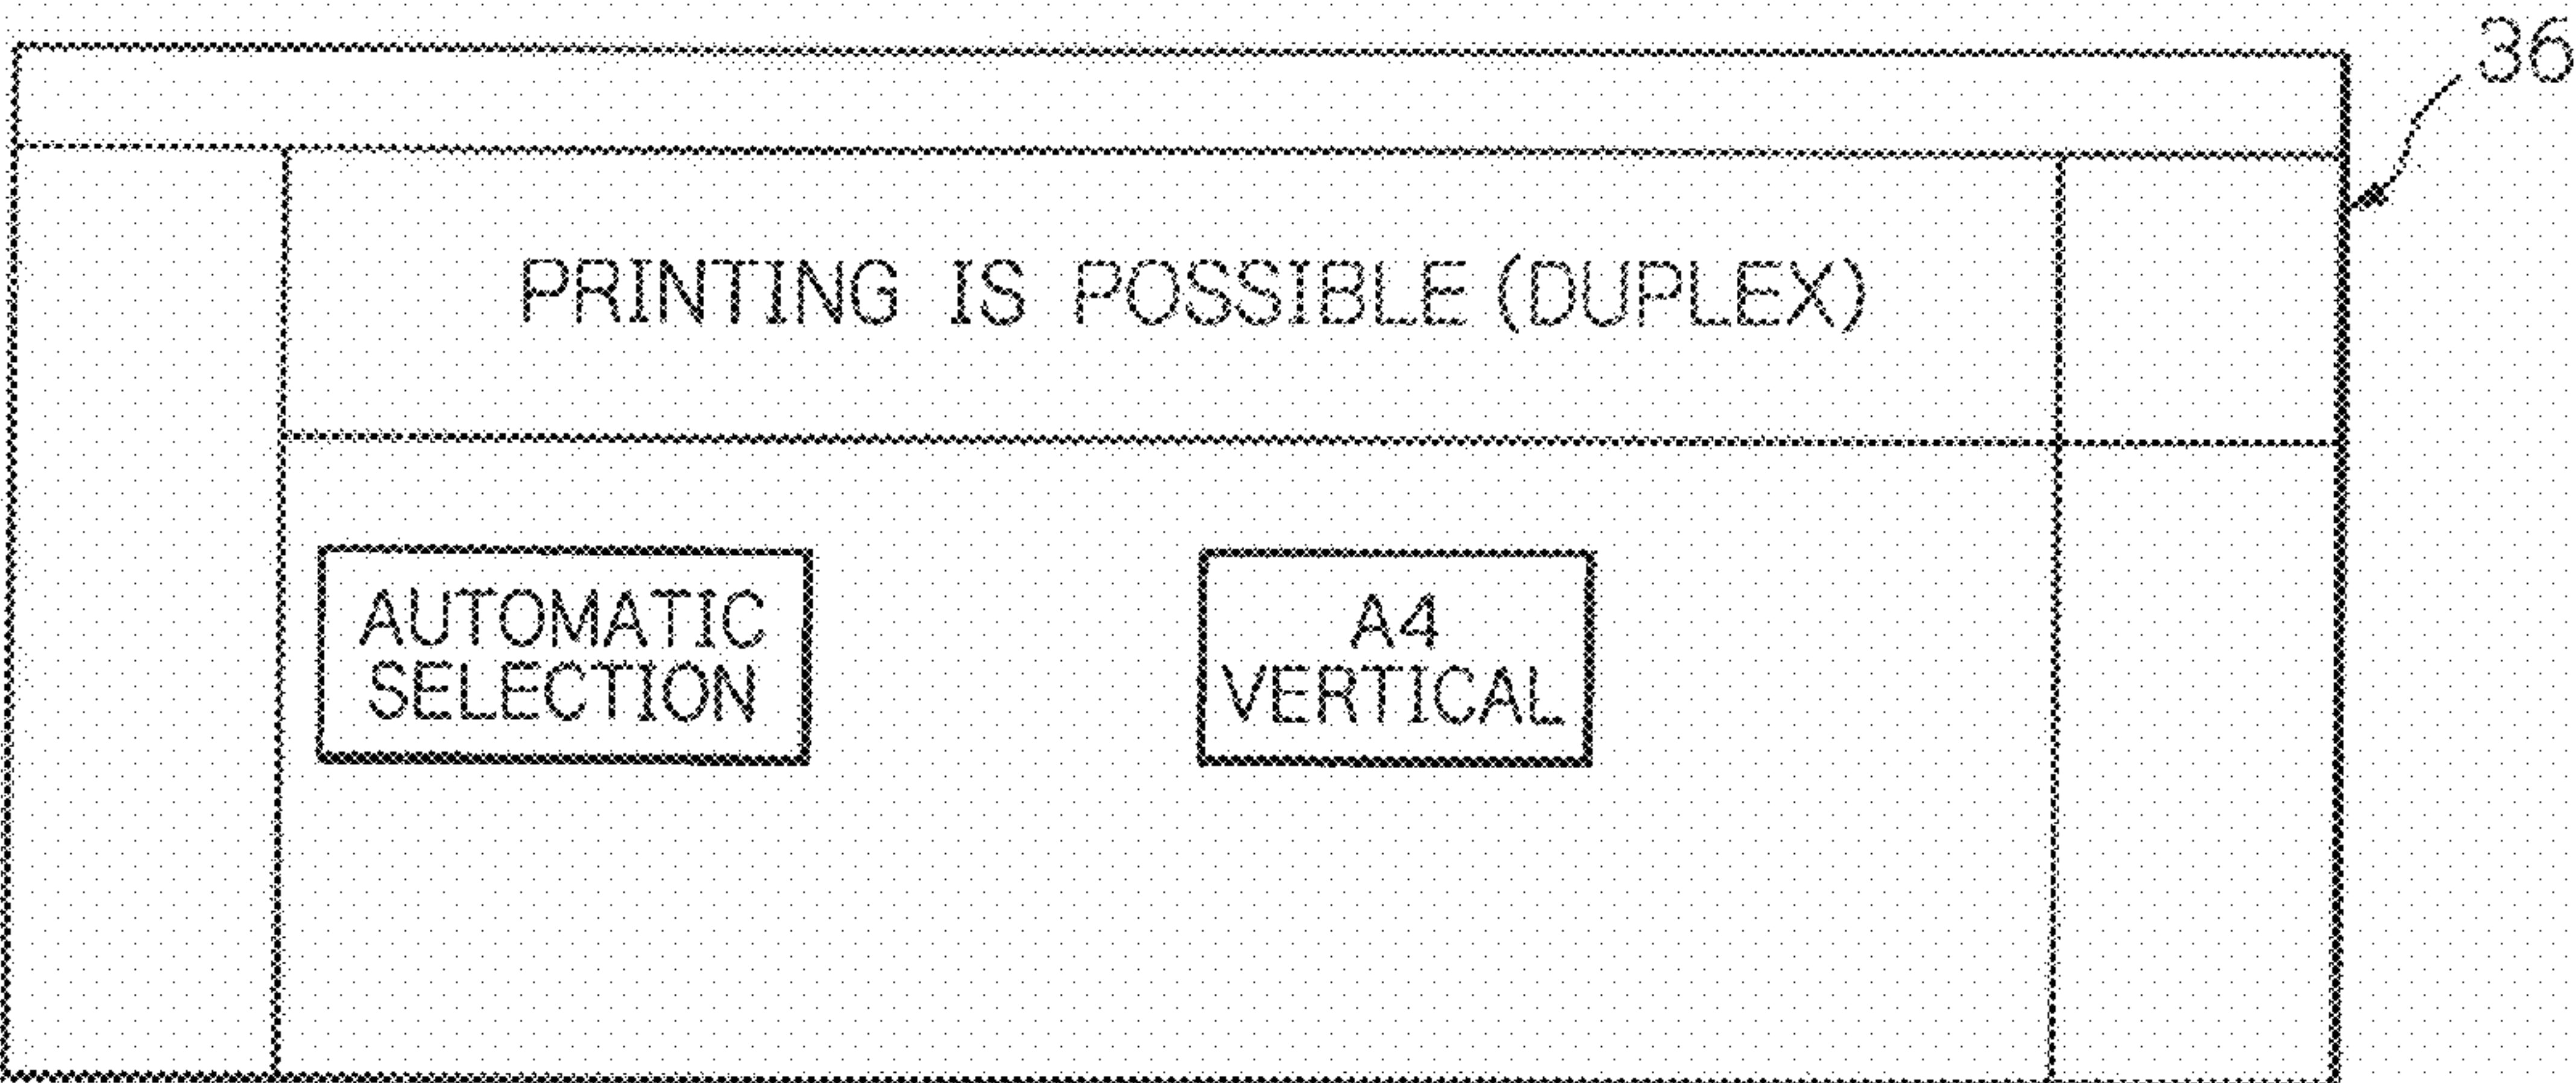 36
PRINTING IS POSSIBLE (DUPLEX)
AUTOMATIC
SELECTION
A4
VERTICAL